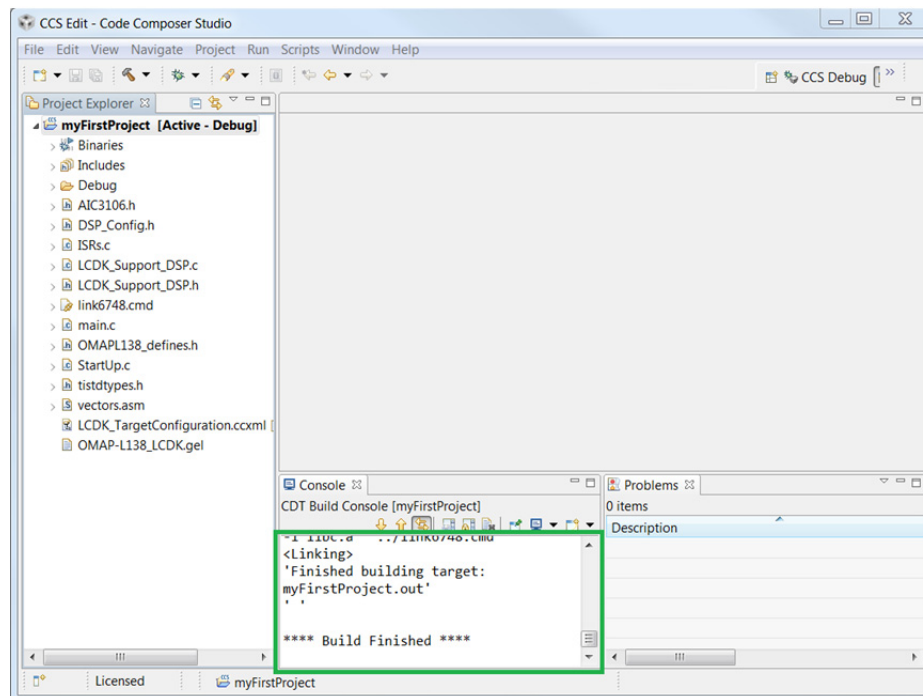 CCS Edit - Code Composer Studio
File Edit View Navigate Project Run Scripts Window Help
CCS Debug
Project Explorer
myFirstProject [Active - Debug]
Binaries
Includes
Debug
AIC3106.h
DSP_Config.h
ISRs.c
LCDK_Support_DSP.c
LCDK_Support_DSP.h
link6748.cmd
main.c
OMAPL138_defines.h
StartUp.c
tistdtypes.h
vectors.asm
LCDK_TargetConfiguration.ccxml [
OMAP-L138_LCDK.gel
Console
CDT Build Console [myFirstProject]
-l libc.a "../link6748.cmd"
<Linking>
'Finished building target:
myFirstProject.out'
' '
**** Build Finished ****
Problems
0 items
Description
Licensed
myFirstProject